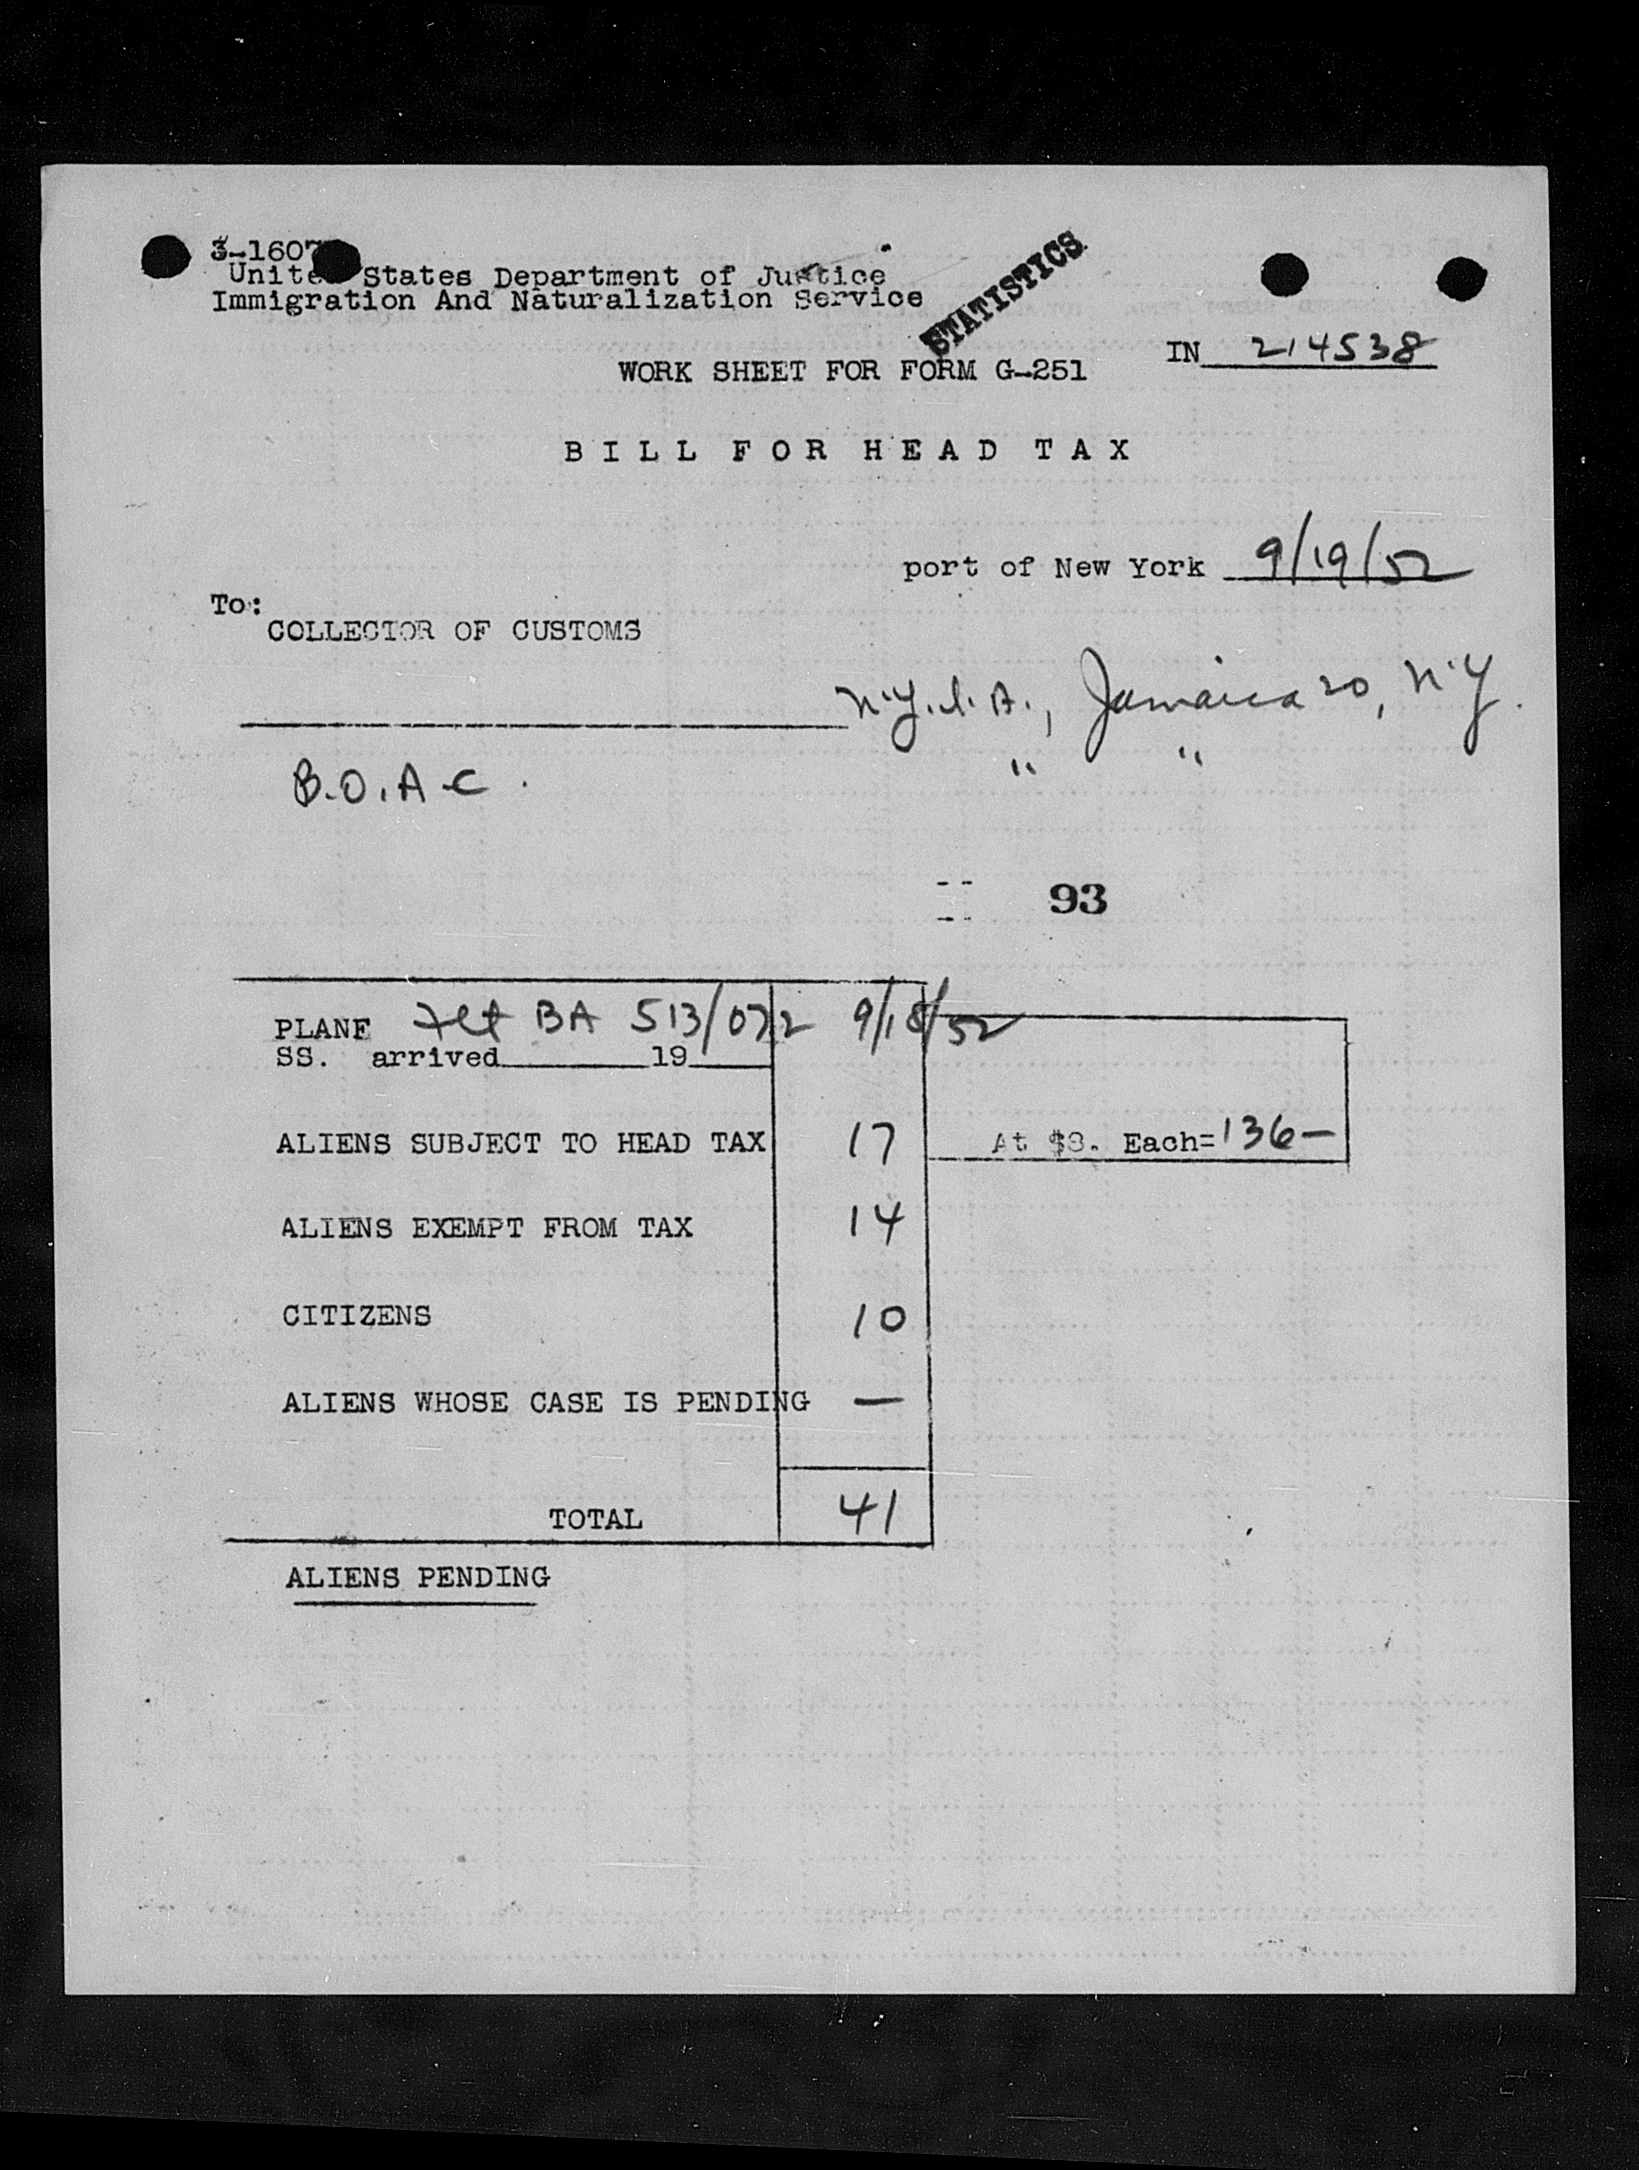 3-1607
United States Department of Justice
Immigration And Naturalization Service
STATISTICS
IN 214538
WORK SHEET FOR FORM G-251
BILL FOR HEAD TAX
port of New York 9/19/52
To:
COLLECTOR OF CUSTOMS
N.Y.I.A., Jamaica 20, N.Y.
B.O.A.C. " "
93
PLANE Flt BA 513/072 9/18/52
SS. arrived 19
ALIENS SUBJECT TO HEAD TAX 17 At $8. Each=136—
ALIENS EXEMPT FROM TAX 14
CITIZENS 10
ALIENS WHOSE CASE IS PENDING —
TOTAL 41
ALIENS PENDING